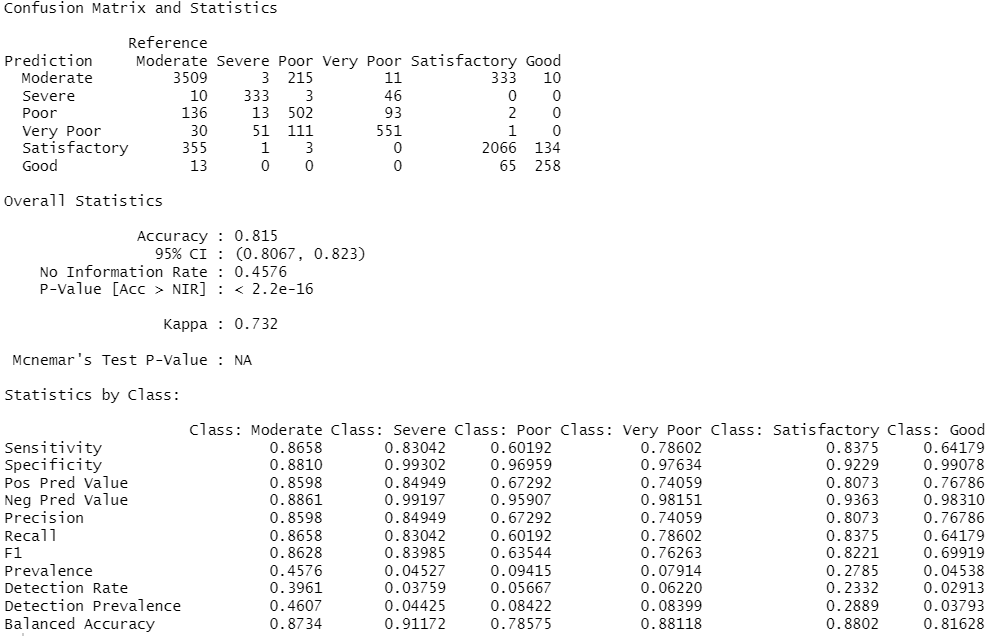 Confusion Matrix and Statistics
Reference
Prediction Moderate Severe Poor Very Poor Satisfactory Good
Moderate 3509 3 215 11 333 10
Severe 10 333 3 46 0 0
Poor 136 13 502 93 2 0
Very Poor 30 51 111 551 1 0
Satisfactory 355 1 3 0 2066 134
Good 13 0 0 0 65 258
Overall Statistics
Accuracy : 0.815
95% CI : (0.8067, 0.823)
No Information Rate : 0.4576
P-Value [Acc > NIR] : < 2.2e-16
Kappa : 0.732
Mcnemar's Test P-Value : NA
Statistics by Class:
Class: Moderate Class: Severe Class: Poor Class: Very Poor Class: Satisfactory Class: Good
Sensitivity 0.8658 0.83042 0.60192 0.78602 0.8375 0.64179
Specificity 0.8810 0.99302 0.96959 0.97634 0.9229 0.99078
Pos Pred Value 0.8598 0.84949 0.67292 0.74059 0.8073 0.76786
Neg Pred Value 0.8861 0.99197 0.95907 0.98151 0.9363 0.98310
Precision 0.8598 0.84949 0.67292 0.74059 0.8073 0.76786
Recall 0.8658 0.83042 0.60192 0.78602 0.8375 0.64179
F1 0.8628 0.83985 0.63544 0.76263 0.8221 0.69919
Prevalence 0.4576 0.04527 0.09415 0.07914 0.2785 0.04538
Detection Rate 0.3961 0.03759 0.05667 0.06220 0.2332 0.02913
Detection Prevalence 0.4607 0.04425 0.08422 0.08399 0.2889 0.03793
Balanced Accuracy 0.8734 0.91172 0.78575 0.88118 0.8802 0.81628